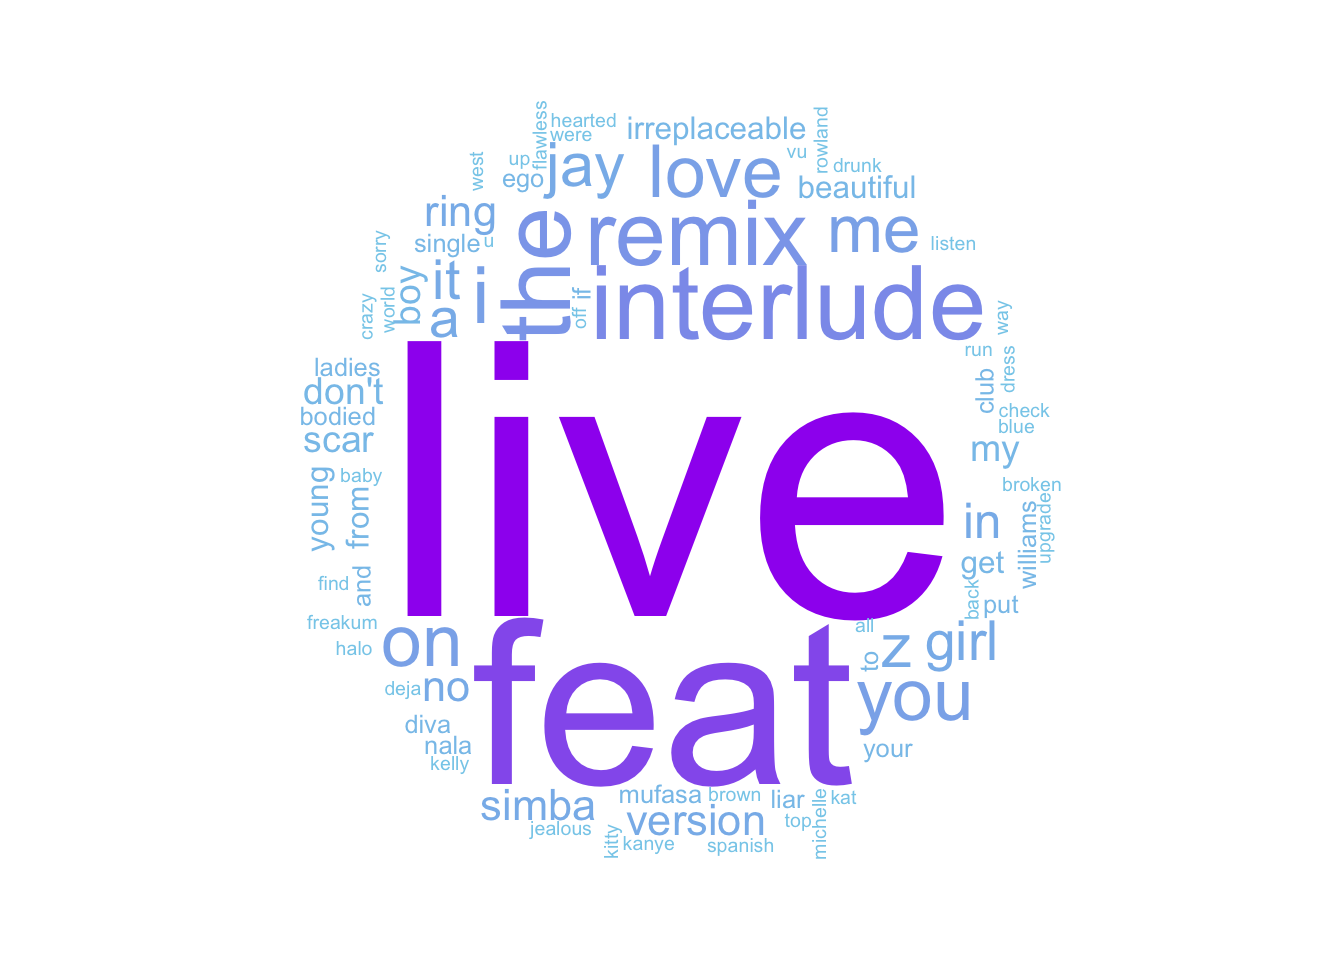 flawless
hearted
were
irreplaceable
rowland
vu
drunk
west
up
ego
jay
love
beautiful
ring
the
remix
me
single
u
listen
sorry
boy
it
i
interlude
crazy
world
a
off
if
way
live
run
dress
ladies
don't
club
check
bodied
blue
scar
my
baby
broken
young
from
in
williams
upgrade
get
find
and
back
put
freakum
all
on
feat
z
girl
halo
to
deja
no
you
diva
nala
your
kelly
simba
mufasa
brown
liar
kat
version
top
michelle
jealous
kitty
kanye
spanish